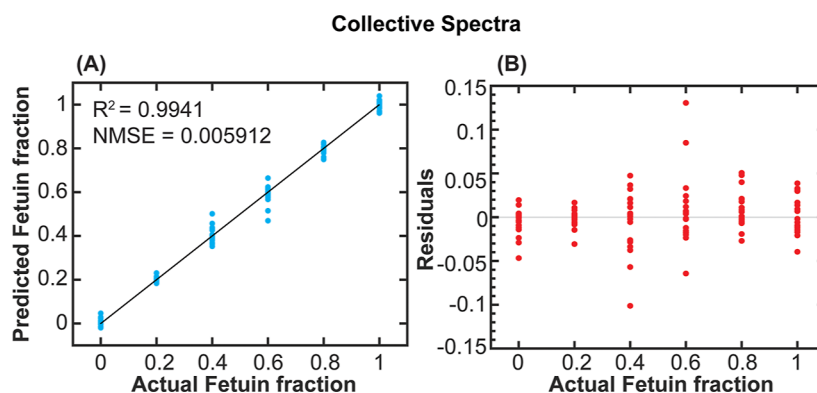 Collective Spectra
(A)
R² = 0.9941
NMSE = 0.005912
Predicted Fetuin fraction
1
0.8
0.6
0.4
0.2
0
0 0.2 0.4 0.6 0.8 1
Actual Fetuin fraction
(B)
Residuals
0.15
0.1
0.05
0
-0.05
-0.1
-0.15
0 0.2 0.4 0.6 0.8 1
Actual Fetuin fraction